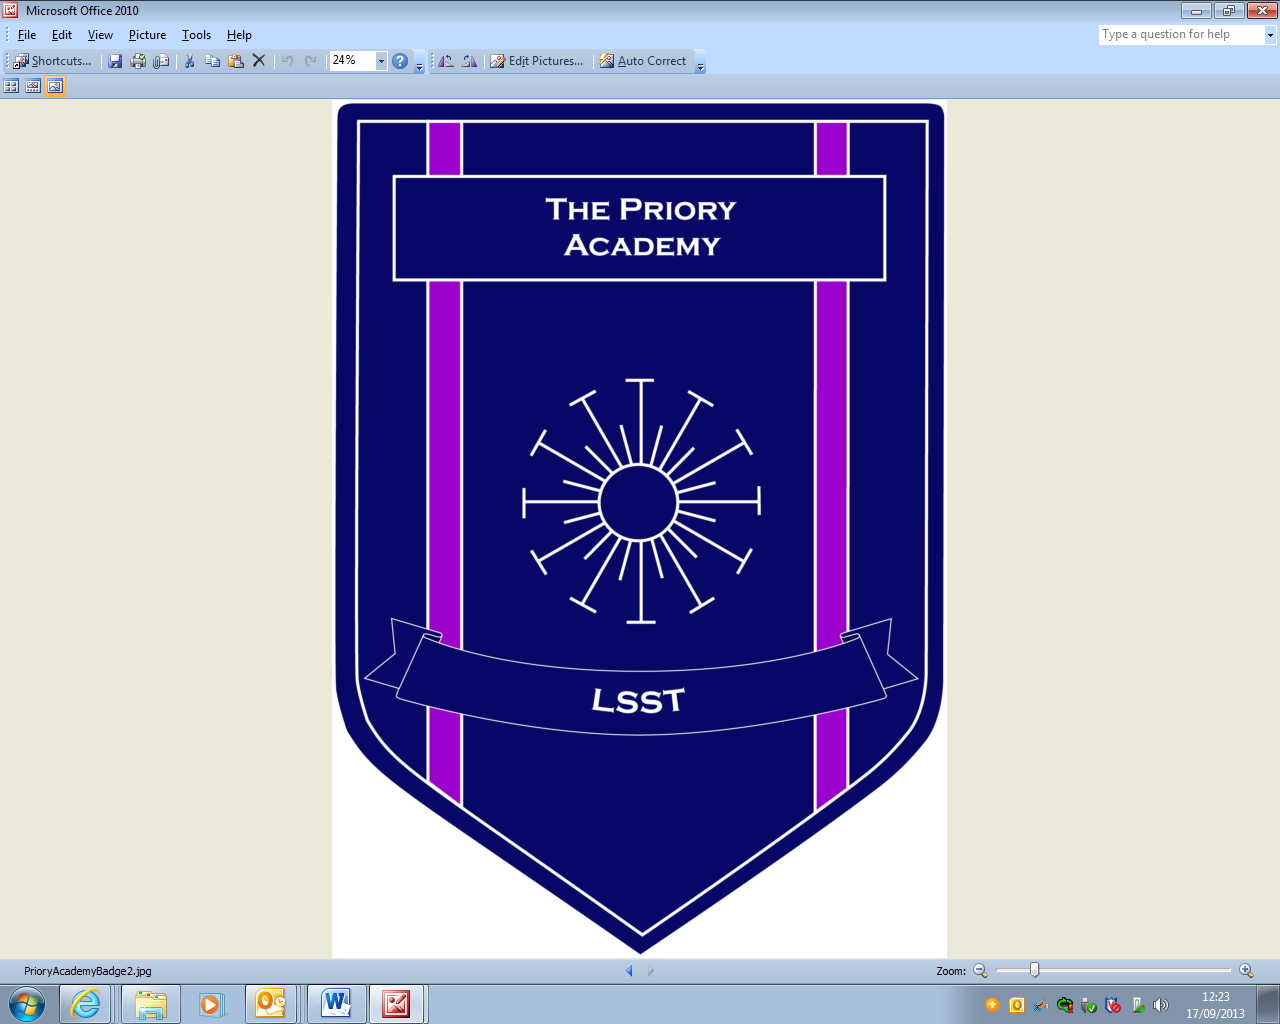 Microsoft Office 2010
File Edit View Picture Tools Help
Type a question for help
Shortcuts... 24% Edit Pictures... Auto Correct
THE PRIORY
ACADEMY
LSST
PrioryAcademyBadge2.jpg
Zoom:
12:23
17/09/2013